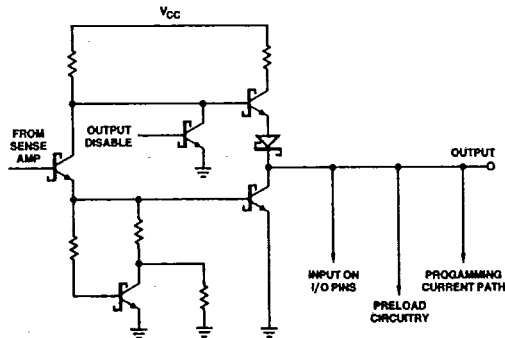 VCC
FROM
SENSE
AMP
OUTPUT
DISABLE
OUTPUT
INPUT ON
I/O PINS
PRELOAD
CIRCUITRY
PROGAMMING
CURRENT PATH